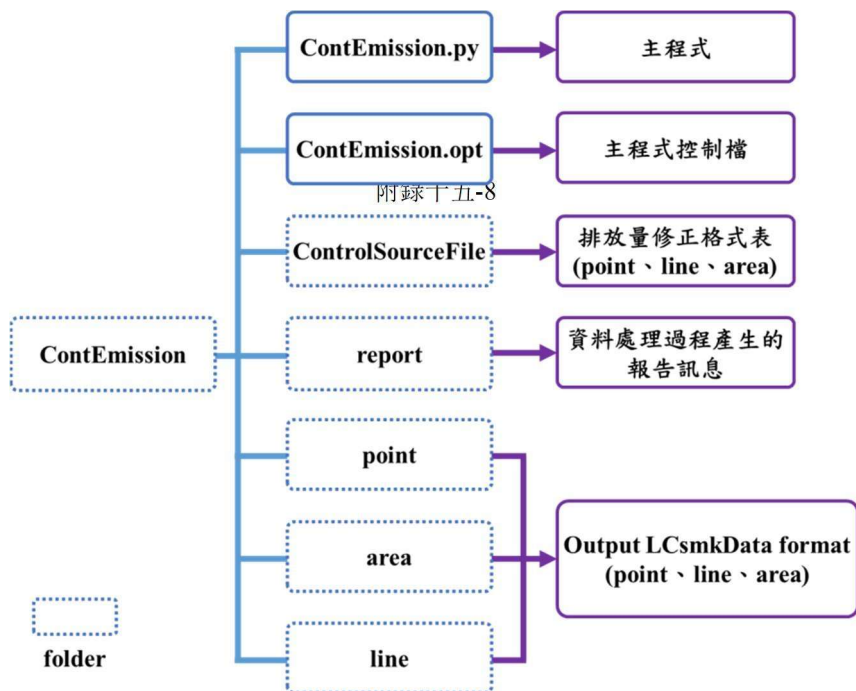 ContEmission.py
主程式
ContEmission.opt
主程式控制檔
附錄十五-8
ControlSourceFile
排放量修正格式表
(point、line、area)
ContEmission
report
資料處理過程產生的
報告訊息
point
area
Output LCsmkData format
(point、line、area)
line
folder